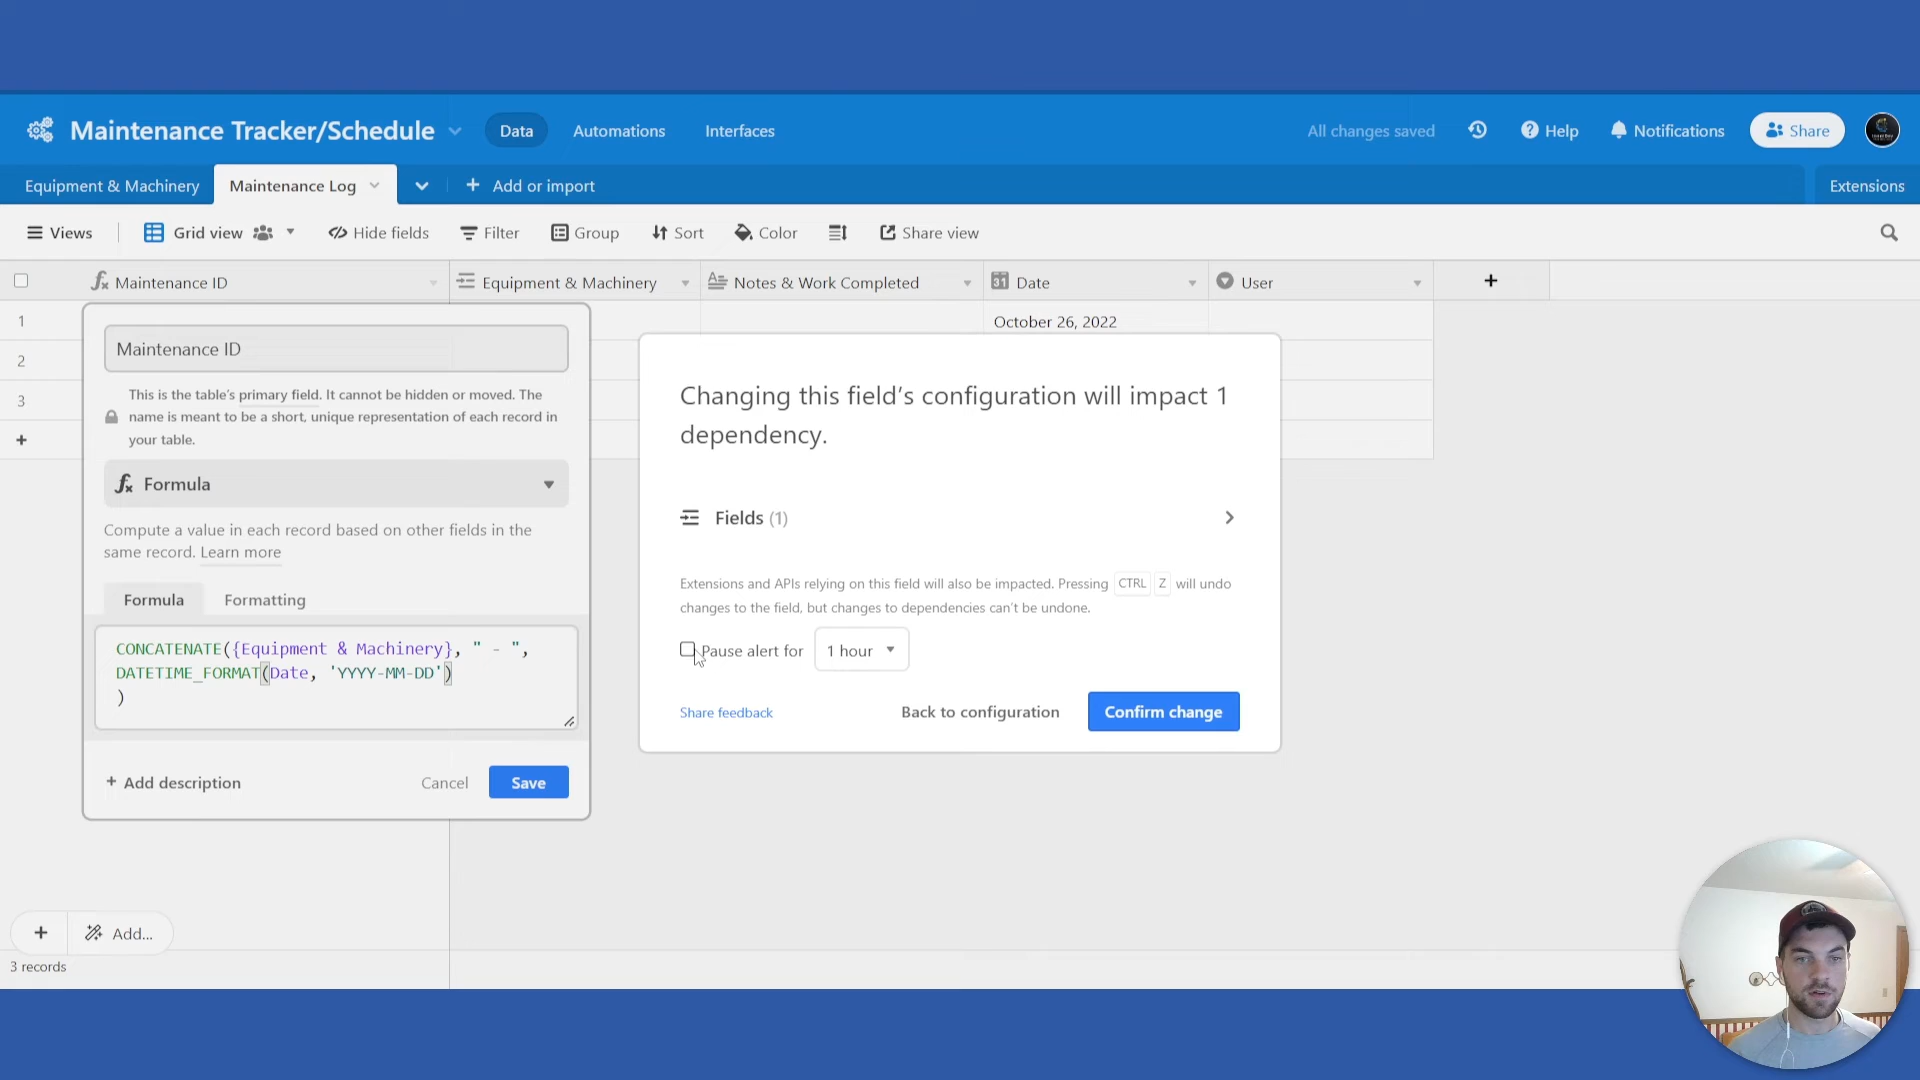 Maintenance Tracker/Schedule
Data
Automations
Interfaces
All changes saved
Help
Notifications
Share
Equipment & Machinery
Maintenance Log
+ Add or import
Extensions
Views
Grid view
Hide fields
Filter
Group
Sort
Color
Share view
Maintenance ID
Equipment & Machinery
Notes & Work Completed
31 Date
User
+
1
October 26, 2022
2
3
+
Maintenance ID
This is the table's primary field. It cannot be hidden or moved. The
name is meant to be a short, unique representation of each record in
your table.
fx Formula
Compute a value in each record based on other fields in the
same record. Learn more
Formula
Formatting
CONCATENATE({Equipment & Machinery}, " - ",
DATETIME_FORMAT(Date, 'YYYY-MM-DD')
)
+ Add description
Cancel
Save
Changing this field's configuration will impact 1
dependency.
Fields (1)
Extensions and APIs relying on this field will also be impacted. Pressing CTRL Z will undo
changes to the field, but changes to dependencies can't be undone.
Pause alert for
1 hour
Share feedback
Back to configuration
Confirm change
+
Add...
3 records